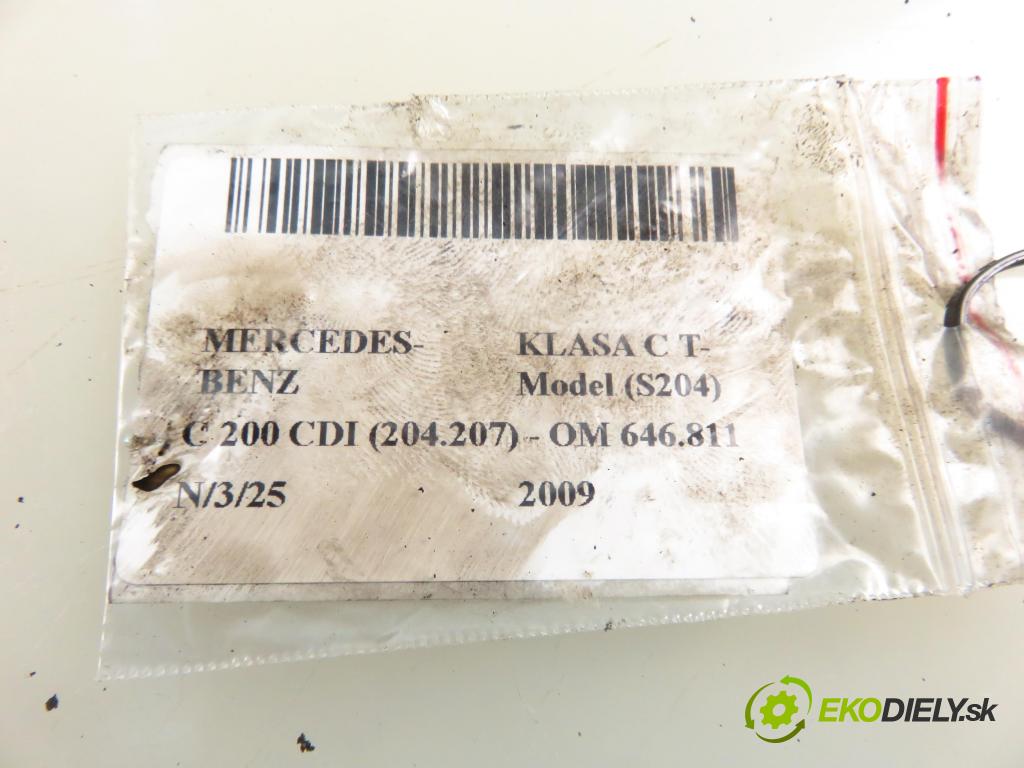 MERCEDES- KLASA C T-
BENZ Model (S204)
C 200 CDI (204.207) - OM 646.811
N/3/25 2009
EKODIELY.sk